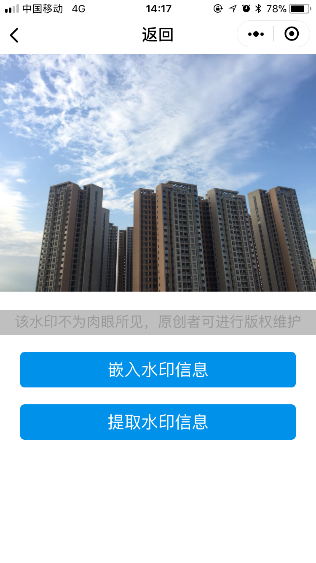 中国移动 4G 14:17 78%
返回
该水印不为肉眼所见，原创者可进行版权维护
嵌入水印信息
提取水印信息